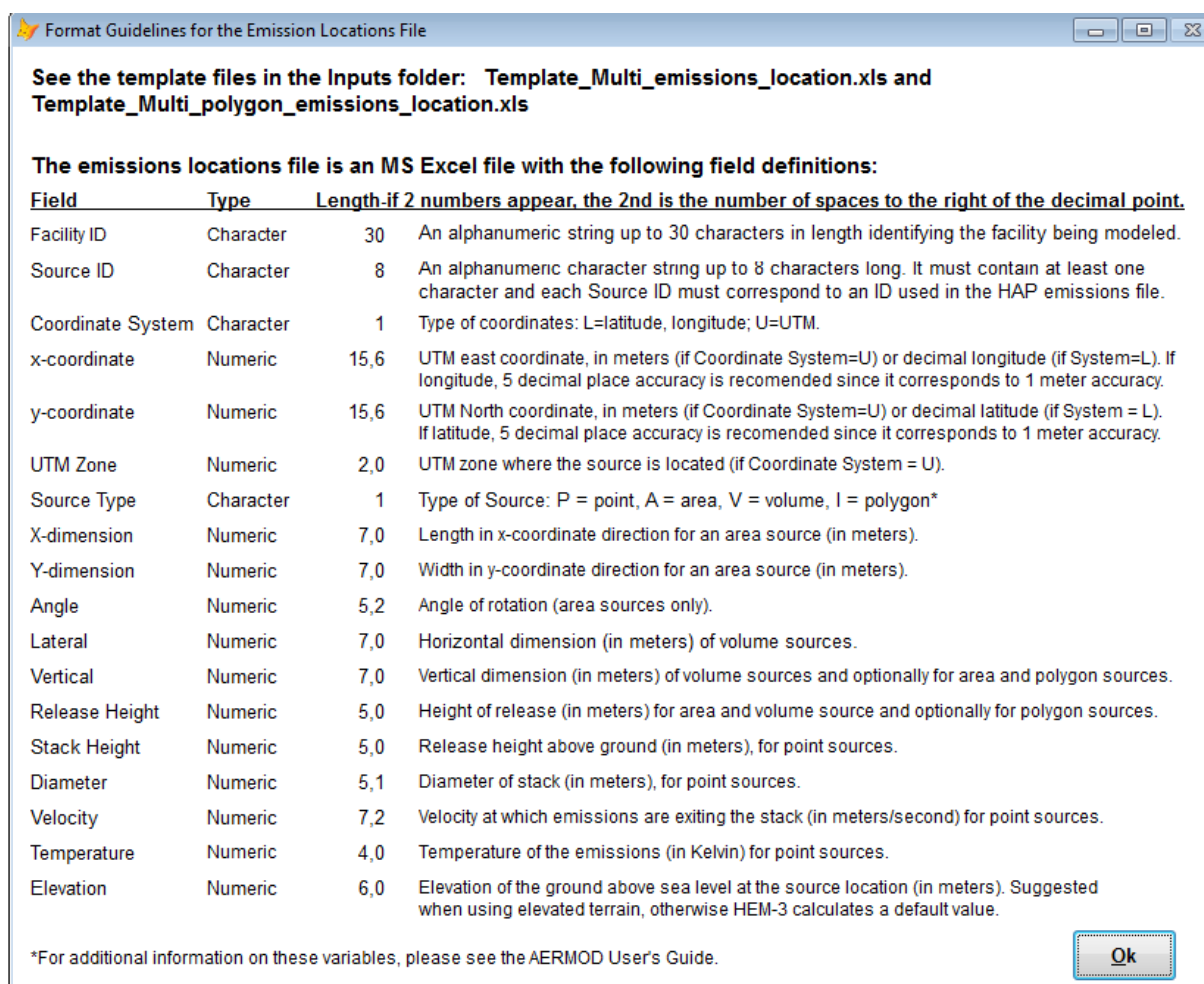 Format Guidelines for the Emission Locations File
See the template files in the Inputs folder: Template_Multi_emissions_location.xls and
Template_Multi_polygon_emissions_location.xls
The emissions locations file is an MS Excel file with the following field definitions:
Field Type Length-if 2 numbers appear, the 2nd is the number of spaces to the right of the decimal point.
Facility ID Character 30 An alphanumeric string up to 30 characters in length identifying the facility being modeled.
Source ID Character 8 An alphanumeric character string up to 8 characters long. It must contain at least one
character and each Source ID must correspond to an ID used in the HAP emissions file.
Coordinate System Character 1 Type of coordinates: L=latitude, longitude; U=UTM.
x-coordinate Numeric 15,6 UTM east coordinate, in meters (if Coordinate System=U) or decimal longitude (if System=L). If
longitude, 5 decimal place accuracy is recomended since it corresponds to 1 meter accuracy.
y-coordinate Numeric 15,6 UTM North coordinate, in meters (if Coordinate System=U) or decimal latitude (if System = L).
If latitude, 5 decimal place accuracy is recomended since it corresponds to 1 meter accuracy.
UTM Zone Numeric 2,0 UTM zone where the source is located (if Coordinate System = U).
Source Type Character 1 Type of Source: P = point, A = area, V = volume, I = polygon*
X-dimension Numeric 7,0 Length in x-coordinate direction for an area source (in meters).
Y-dimension Numeric 7,0 Width in y-coordinate direction for an area source (in meters).
Angle Numeric 5,2 Angle of rotation (area sources only).
Lateral Numeric 7,0 Horizontal dimension (in meters) of volume sources.
Vertical Numeric 7,0 Vertical dimension (in meters) of volume sources and optionally for area and polygon sources.
Release Height Numeric 5,0 Height of release (in meters) for area and volume source and optionally for polygon sources.
Stack Height Numeric 5,0 Release height above ground (in meters), for point sources.
Diameter Numeric 5,1 Diameter of stack (in meters), for point sources.
Velocity Numeric 7,2 Velocity at which emissions are exiting the stack (in meters/second) for point sources.
Temperature Numeric 4,0 Temperature of the emissions (in Kelvin) for point sources.
Elevation Numeric 6,0 Elevation of the ground above sea level at the source location (in meters). Suggested
when using elevated terrain, otherwise HEM-3 calculates a default value.
*For additional information on these variables, please see the AERMOD User's Guide.
Ok